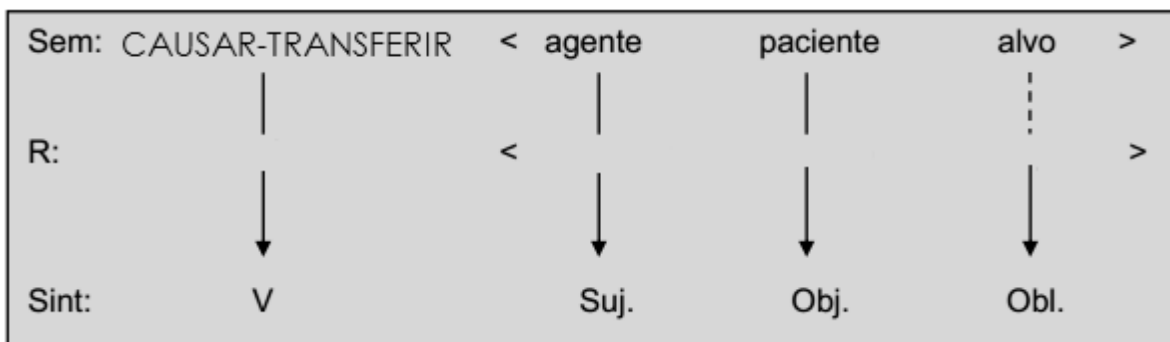 Sem: CAUSAR-TRANSFERIR < agente paciente alvo >
R: < >
Sint: V Suj. Obj. Obl.